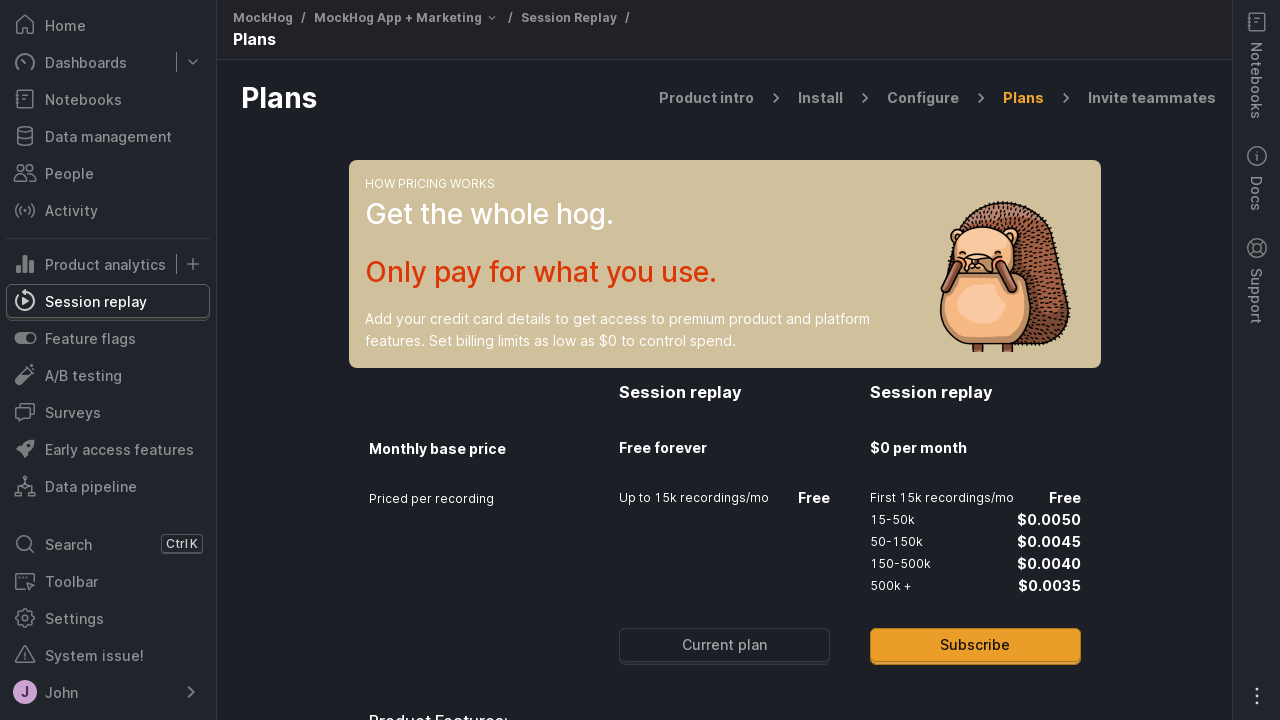 Home
Dashboards
Notebooks
Data management
People
Activity
Product analytics
Session replay
Feature flags
A/B testing
Surveys
Early access features
Data pipeline
Search
Ctrl K
Toolbar
Settings
System issue!
J
John
MockHog / MockHog App + Marketing / Session Replay /
Plans
Plans
Product intro
Install
Configure
Plans
Invite teammates
HOW PRICING WORKS
Get the whole hog.
Only pay for what you use.
Add your credit card details to get access to premium product and platform
features. Set billing limits as low as $0 to control spend.
Session replay
Session replay
Monthly base price
Free forever
$0 per month
Priced per recording
Up to 15k recordings/mo
Free
First 15k recordings/mo
Free
15-50k
$0.0050
50-150k
$0.0045
150-500k
$0.0040
500k +
$0.0035
Current plan
Subscribe
Product Features:
Notebooks
Docs
Support